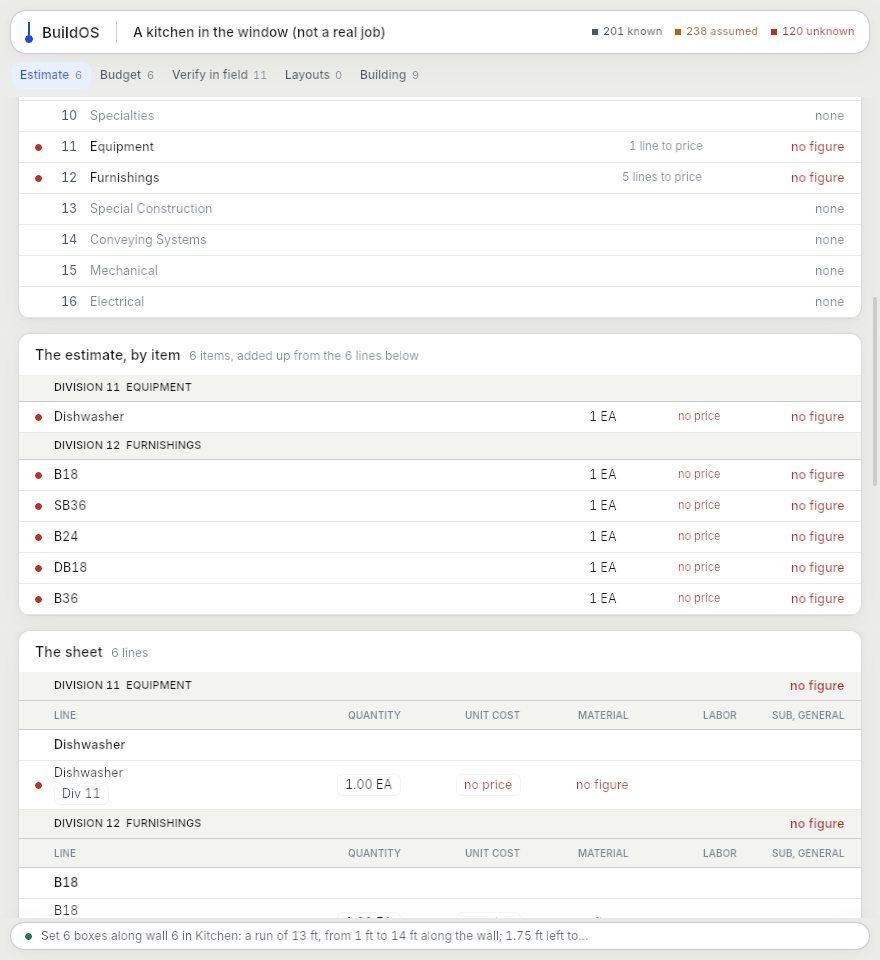 BuildOS A kitchen in the window (not a real job) 201 known 238 assumed 120 unknown
Estimate 6 Budget 6 Verify in field 11 Layouts 0 Building 9
10 Specialties none
11 Equipment 1 line to price no figure
12 Furnishings 5 lines to price no figure
13 Special Construction none
14 Conveying Systems none
15 Mechanical none
16 Electrical none
The estimate, by item 6 items, added up from the 6 lines below
DIVISION 11 EQUIPMENT
Dishwasher 1 EA no price no figure
DIVISION 12 FURNISHINGS
B18 1 EA no price no figure
SB36 1 EA no price no figure
B24 1 EA no price no figure
DB18 1 EA no price no figure
B36 1 EA no price no figure
The sheet 6 lines
DIVISION 11 EQUIPMENT no figure
LINE QUANTITY UNIT COST MATERIAL LABOR SUB, GENERAL
Dishwasher
Dishwasher
1.00 EA no price no figure
Div 11
DIVISION 12 FURNISHINGS no figure
LINE QUANTITY UNIT COST MATERIAL LABOR SUB, GENERAL
B18
B18
Set 6 boxes along wall 6 in Kitchen: a run of 13 ft, from 1 ft to 14 ft along the wall; 1.75 ft left to…